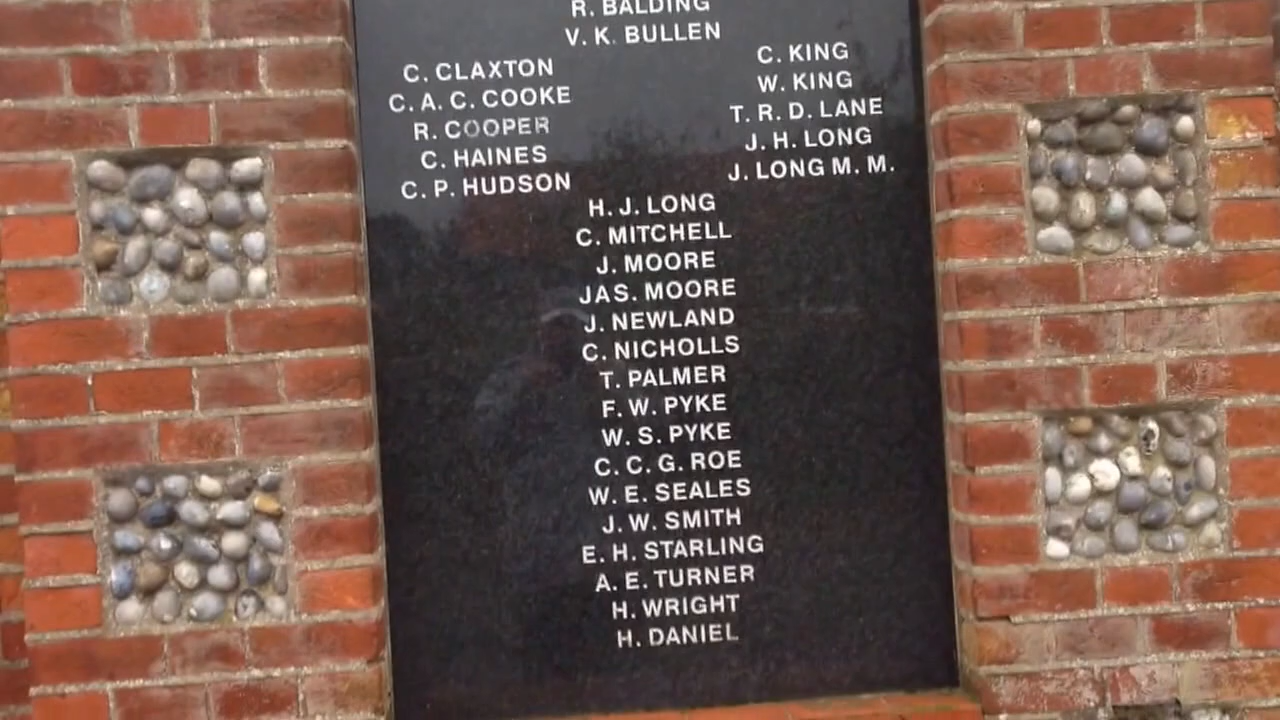 R. BALDING
V. K. BULLEN
C. CLAXTON
C. A. C. COOKE
R. COOPER
C. HAINES
C. P. HUDSON
C. KING
W. KING
T. R. D. LANE
J. H. LONG
J. LONG M. M.
H. J. LONG
C. MITCHELL
J. MOORE
JAS. MOORE
J. NEWLAND
C. NICHOLLS
T. PALMER
F. W. PYKE
W. S. PYKE
C. C. G. ROE
W. E. SEALES
J. W. SMITH
E. H. STARLING
A. E. TURNER
H. WRIGHT
H. DANIEL